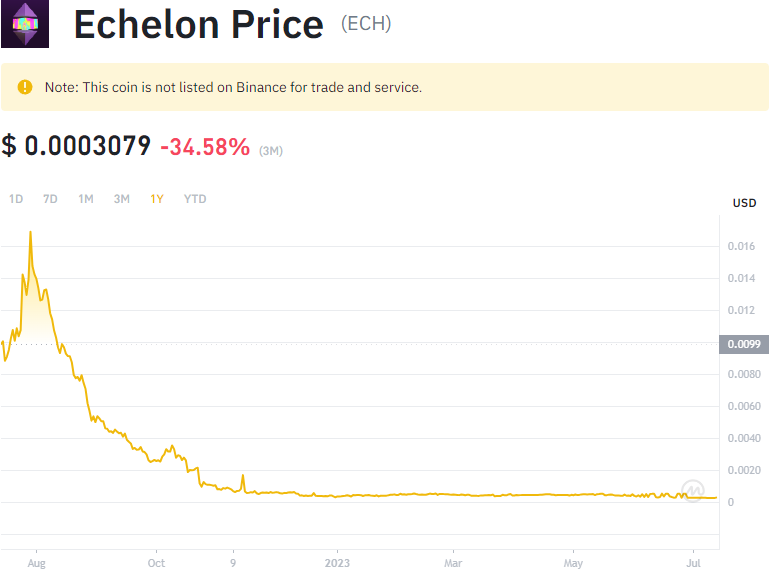 Echelon Price (ECH)
Note: This coin is not listed on Binance for trade and service.
$ 0.0003079 -34.58% (3M)
1D 7D 1M 3M 1Y YTD
USD
0.016
0.014
0.012
0.0099
0.0080
0.0060
0.0040
0.0020
0
Aug Oct 9 2023 Mar May Jul